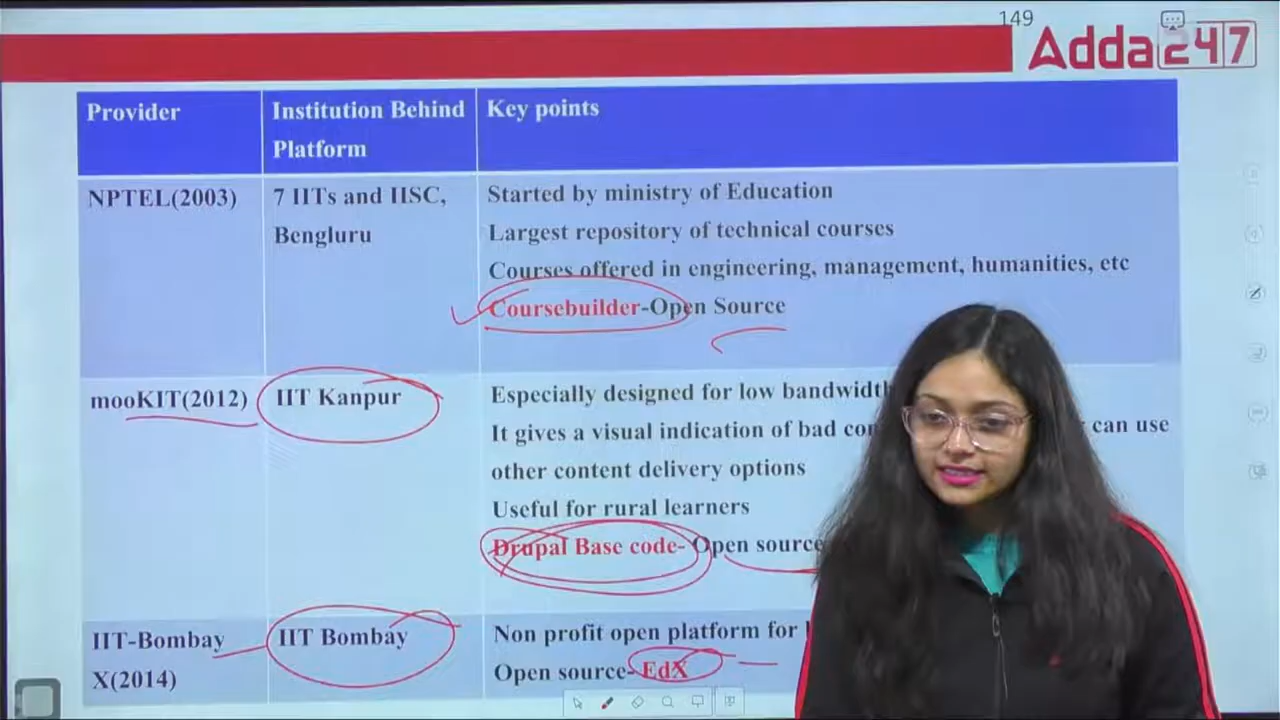 149
Adda 247
Provider
Institution Behind
Platform
Key points
NPTEL(2003)
7 IITs and IISC,
Bengluru
Started by ministry of Education
Largest repository of technical courses
Courses offered in engineering, management, humanities, etc
Coursebuilder-Open Source
mooKIT(2012)
IIT Kanpur
Especially designed for low bandwidth
It gives a visual indication of bad can use
other content delivery options
Useful for rural learners
Drupal Base code- Open source
IIT-Bombay
X(2014)
IIT Bombay
Non profit open platform for
Open source- EdX